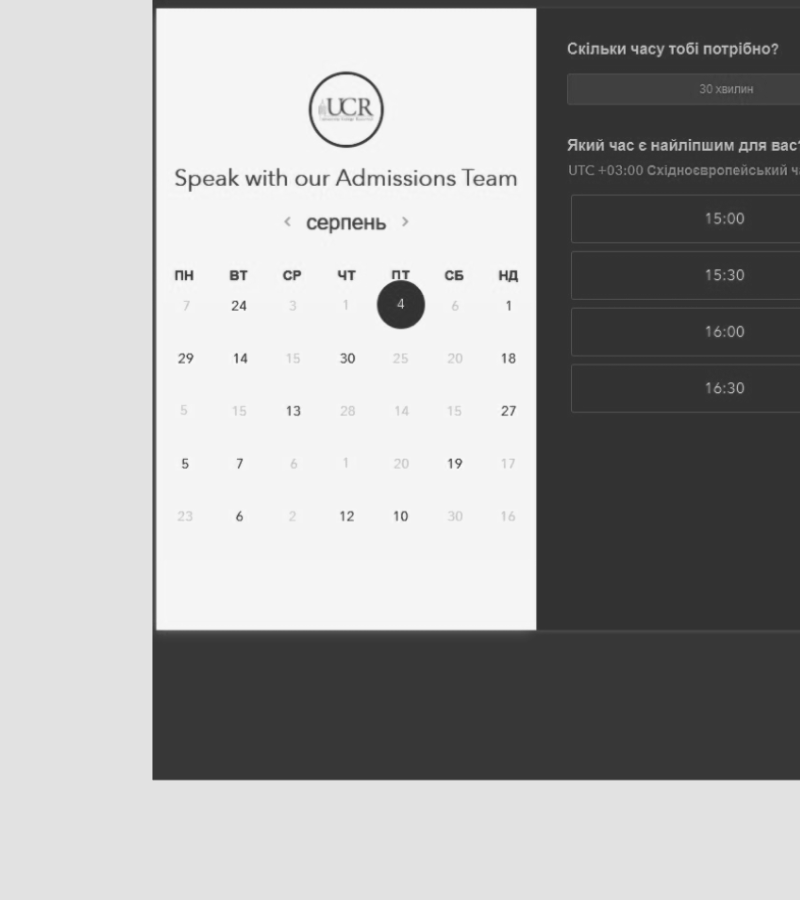 UCR
Speak with our Admissions Team
серпень
ПН ВТ СР ЧТ ПТ СБ НД
7 24 3 1 4 6 1
29 14 15 30 25 20 18
5 15 13 28 14 15 27
5 7 6 1 20 19 17
23 6 2 12 10 30 16
Скільки часу тобі потрібно?
30 хвилин
Який час є найліпшим для вас?
UTC +03:00 Східноєвропейський
15:00
15:30
16:00
16:30